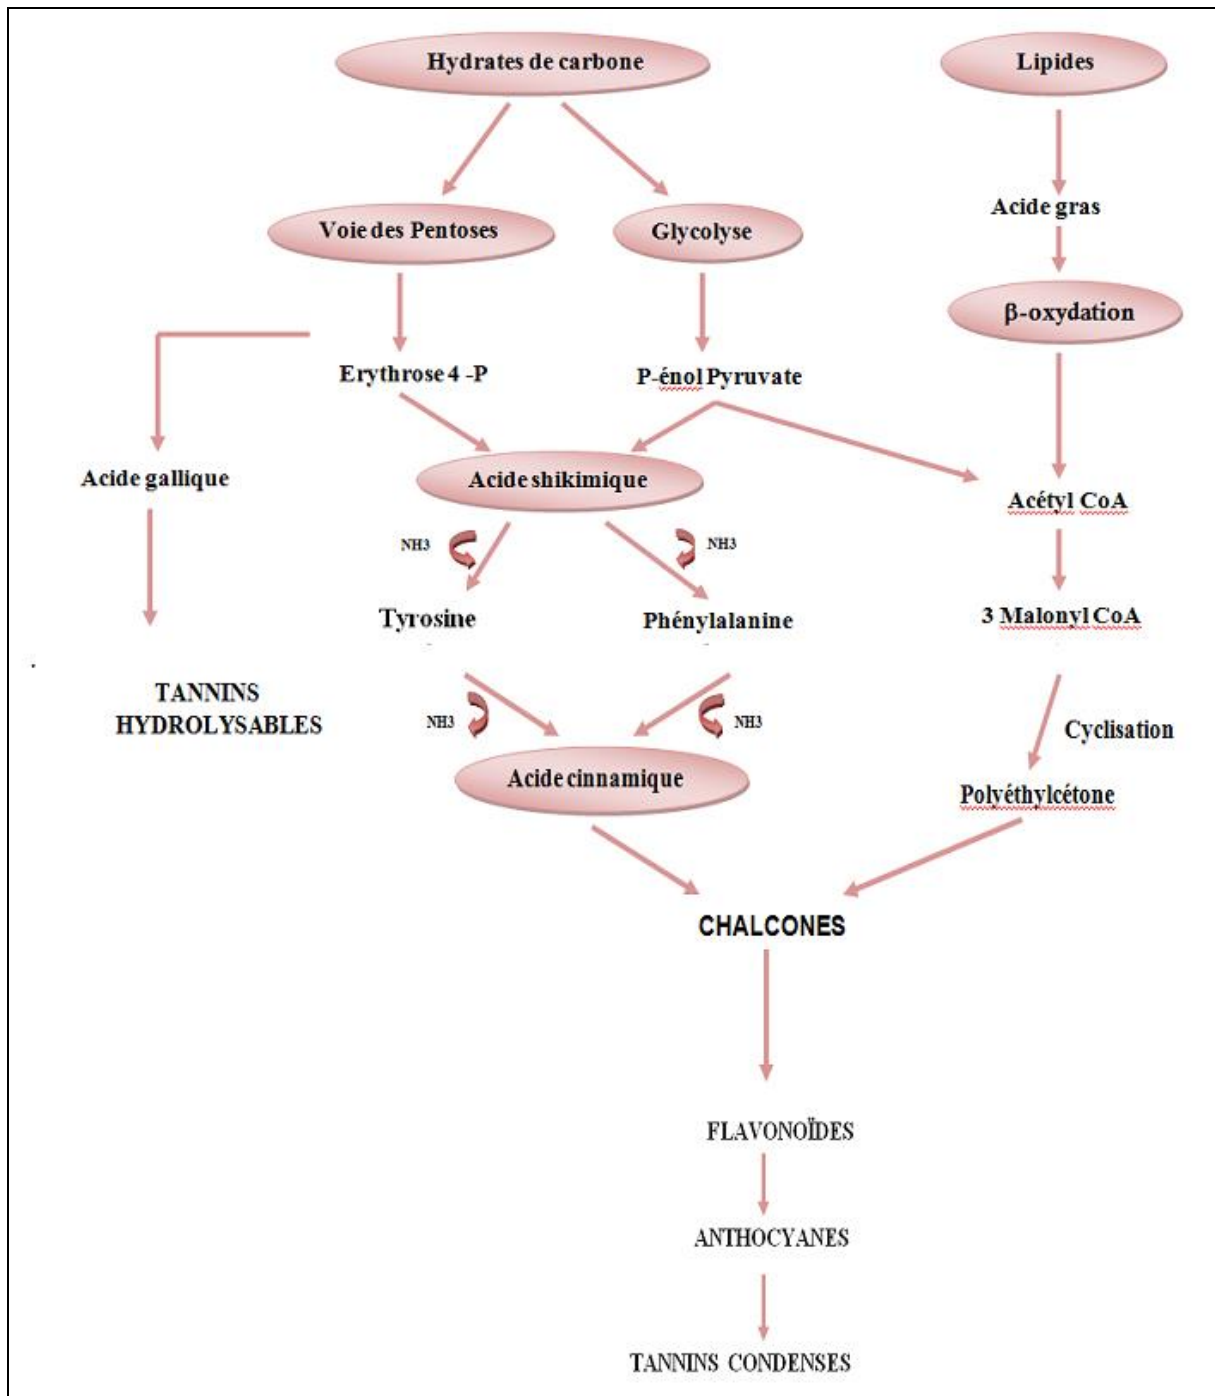 Hydrates de carbone
Lipides
Acide gras
Voie des Pentoses
Glycolyse
β-oxydation
Erythrose 4 -P
P-énol Pyruvate
Acide gallique
Acide shikimique
Acétyl CoA
NH3
NH3
Tyrosine
Phénylalanine
3 Malonyl CoA
.
TANNINS
HYDROLYSABLES
NH3
NH3
Cyclisation
Acide cinnamique
Polyéthylcétone
CHALCONES
FLAVONOÏDES
ANTHOCYANES
TANNINS CONDENSES